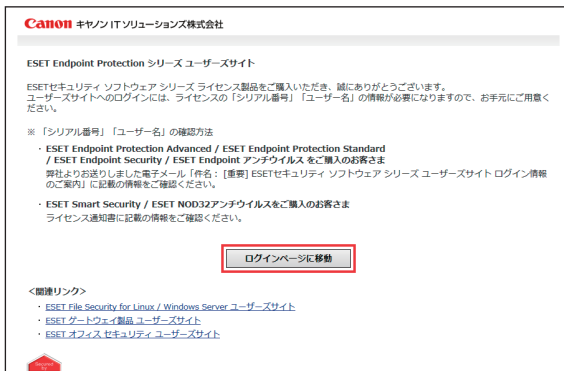 Canon キヤノン ITソリューションズ株式会社
ESET Endpoint Protection シリーズ ユーザーズサイト
ESETセキュリティ ソフトウェア シリーズ ライセンス製品をご購入いただき、誠にありがとうございます。
ユーザーズサイトへのログインには、ライセンスの「シリアル番号」「ユーザー名」の情報が必要になりますので、お手元にご用意く
ださい。
※ 「シリアル番号」「ユーザー名」の確認方法
・ESET Endpoint Protection Advanced / ESET Endpoint Protection Standard
/ ESET Endpoint Security / ESET Endpoint アンチウイルス をご購入のお客さま
弊社よりお送りしました電子メール「件名： [重要] ESETセキュリティ ソフトウェア シリーズ ユーザーズサイト ログイン情報
のご案内」に記載の情報をご確認ください。
・ESET Smart Security / ESET NOD32アンチウイルスをご購入のお客さま
ライセンス通知書に記載の情報をご確認ください。
ログインページに移動
＜関連リンク＞
・ESET File Security for Linux / Windows Server ユーザーズサイト
・ESET ゲートウェイ製品 ユーザーズサイト
・ESET オフィス セキュリティ ユーザーズサイト
Secured
by